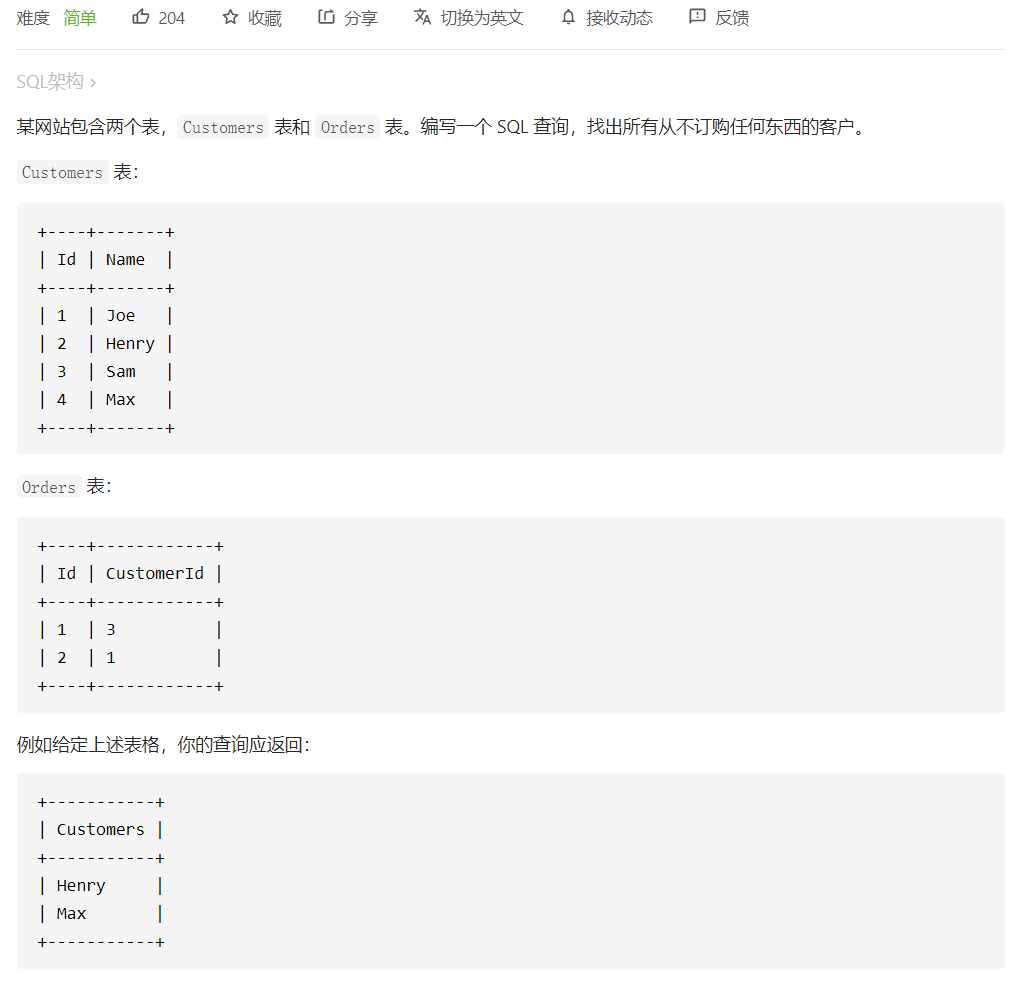 难度 简单 204 收藏 分享 切换为英文 接收动态 反馈
SQL架构 ›
某网站包含两个表，Customers 表和 Orders 表。编写一个 SQL 查询，找出所有从不订购任何东西的客户。
Customers 表：
+----+-------+
| Id | Name  |
+----+-------+
| 1  | Joe   |
| 2  | Henry |
| 3  | Sam   |
| 4  | Max   |
+----+-------+
Orders 表：
+----+------------+
| Id | CustomerId |
+----+------------+
| 1  | 3          |
| 2  | 1          |
+----+------------+
例如给定上述表格，你的查询应返回：
+-----------+
| Customers |
+-----------+
| Henry     |
| Max       |
+-----------+